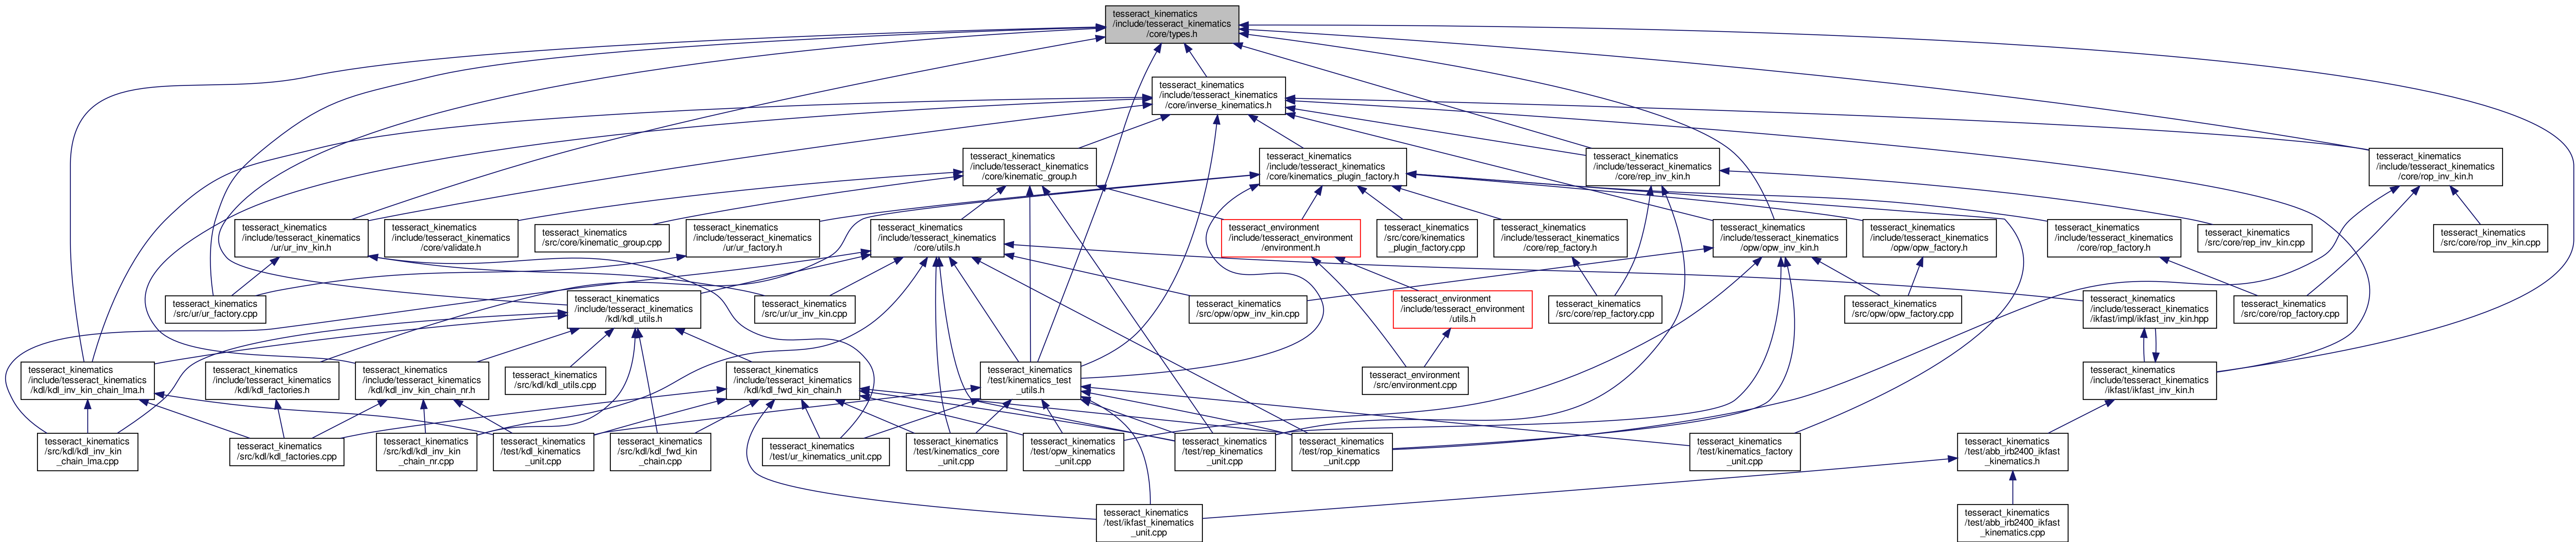 tesseract_kinematics
/include/tesseract_kinematics
/core/types.h
tesseract_kinematics
/include/tesseract_kinematics
/core/inverse_kinematics.h
tesseract_kinematics
/include/tesseract_kinematics
/core/kinematic_group.h
tesseract_kinematics
/include/tesseract_kinematics
/core/kinematics_plugin_factory.h
tesseract_kinematics
/include/tesseract_kinematics
/core/rep_inv_kin.h
tesseract_kinematics
/include/tesseract_kinematics
/core/rop_inv_kin.h
tesseract_kinematics
/include/tesseract_kinematics
/ur/ur_inv_kin.h
tesseract_kinematics
/include/tesseract_kinematics
/core/validate.h
tesseract_kinematics
/src/core/kinematic_group.cpp
tesseract_kinematics
/include/tesseract_kinematics
/ur/ur_factory.h
tesseract_kinematics
/include/tesseract_kinematics
/core/utils.h
tesseract_environment
/include/tesseract_environment
/environment.h
tesseract_kinematics
/src/core/kinematics
_plugin_factory.cpp
tesseract_kinematics
/include/tesseract_kinematics
/core/rep_factory.h
tesseract_kinematics
/include/tesseract_kinematics
/opw/opw_inv_kin.h
tesseract_kinematics
/include/tesseract_kinematics
/opw/opw_factory.h
tesseract_kinematics
/include/tesseract_kinematics
/core/rop_factory.h
tesseract_kinematics
/src/core/rep_inv_kin.cpp
tesseract_kinematics
/src/core/rop_inv_kin.cpp
tesseract_kinematics
/src/ur/ur_factory.cpp
tesseract_kinematics
/include/tesseract_kinematics
/kdl/kdl_utils.h
tesseract_kinematics
/src/ur/ur_inv_kin.cpp
tesseract_kinematics
/src/opw/opw_inv_kin.cpp
tesseract_environment
/include/tesseract_environment
/utils.h
tesseract_kinematics
/src/core/rep_factory.cpp
tesseract_kinematics
/src/opw/opw_factory.cpp
tesseract_kinematics
/include/tesseract_kinematics
/ikfast/impl/ikfast_inv_kin.hpp
tesseract_kinematics
/src/core/rop_factory.cpp
tesseract_kinematics
/include/tesseract_kinematics
/kdl/kdl_inv_kin_chain_lma.h
tesseract_kinematics
/include/tesseract_kinematics
/kdl/kdl_factories.h
tesseract_kinematics
/include/tesseract_kinematics
/kdl/kdl_inv_kin_chain_nr.h
tesseract_kinematics
/src/kdl/kdl_utils.cpp
tesseract_kinematics
/include/tesseract_kinematics
/kdl/kdl_fwd_kin_chain.h
tesseract_kinematics
/test/kinematics_test
_utils.h
tesseract_environment
/src/environment.cpp
tesseract_kinematics
/include/tesseract_kinematics
/ikfast/ikfast_inv_kin.h
tesseract_kinematics
/src/kdl/kdl_inv_kin
_chain_lma.cpp
tesseract_kinematics
/src/kdl/kdl_factories.cpp
tesseract_kinematics
/src/kdl/kdl_inv_kin
_chain_nr.cpp
tesseract_kinematics
/test/kdl_kinematics
_unit.cpp
tesseract_kinematics
/src/kdl/kdl_fwd_kin
_chain.cpp
tesseract_kinematics
/test/ur_kinematics_unit.cpp
tesseract_kinematics
/test/kinematics_core
_unit.cpp
tesseract_kinematics
/test/opw_kinematics
_unit.cpp
tesseract_kinematics
/test/rep_kinematics
_unit.cpp
tesseract_kinematics
/test/rop_kinematics
_unit.cpp
tesseract_kinematics
/test/kinematics_factory
_unit.cpp
tesseract_kinematics
/test/abb_irb2400_ikfast
_kinematics.h
tesseract_kinematics
/test/ikfast_kinematics
_unit.cpp
tesseract_kinematics
/test/abb_irb2400_ikfast
_kinematics.cpp